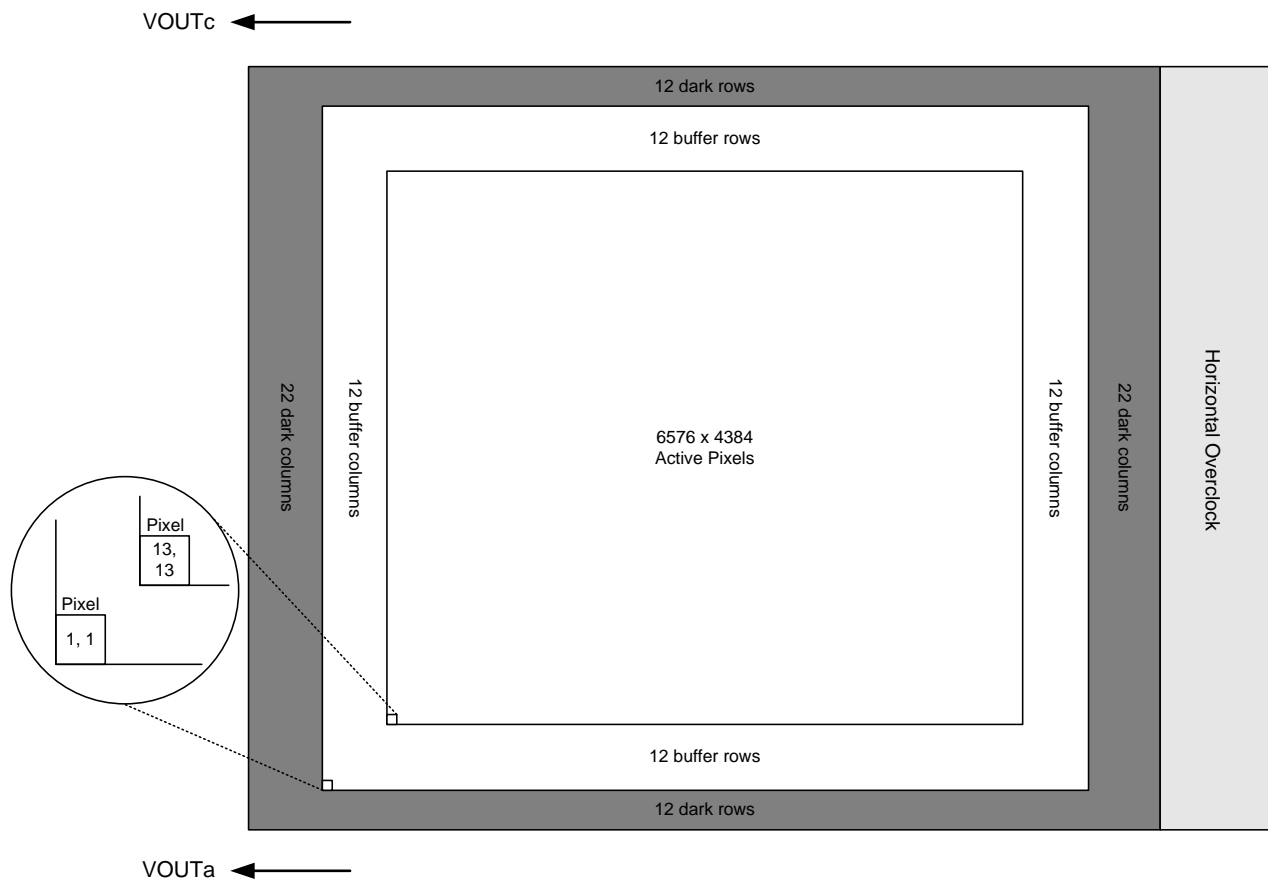 VOUTc
12 dark rows
12 buffer rows
22 dark columns
12 buffer columns
6576 x 4384
Active Pixels
12 buffer columns
22 dark columns
Horizontal Overclock
Pixel
13,
13
Pixel
1, 1
12 buffer rows
12 dark rows
VOUTa